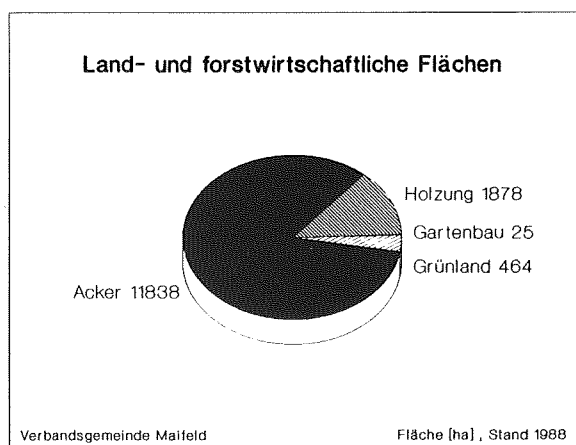 Land- und forstwirtschaftliche Flächen
Holzung 1878
Gartenbau 25
Grünland 464
Acker 11838
Verbandsgemeinde Maifeld
Fläche [ha] , Stand 1988